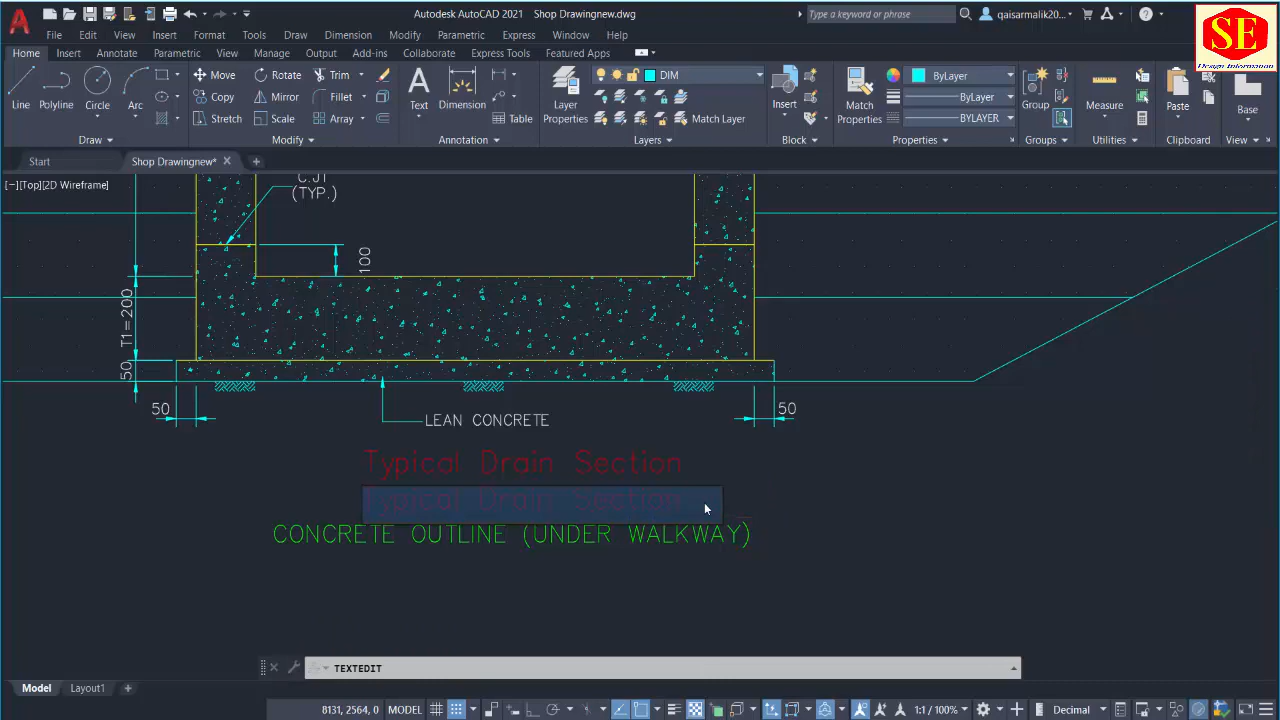 Autodesk AutoCAD 2021 Shop Drawingnew.dwg
Type a keyword or phrase
qaisarmalik20...
SE
Design Information
File Edit View Insert Format Tools Draw Dimension Modify Parametric Express Window Help
Home Insert Annotate Parametric View Manage Output Add-ins Collaborate Express Tools Featured Apps
Line Polyline Circle Arc
Move Rotate Trim
Copy Mirror Fillet
Stretch Scale Array
Text Dimension Table
Layer Properties
DIM
Match Layer
Insert
Match Properties
ByLayer
ByLayer
BYLAYER
Group
Measure
Paste
Base
Draw Modify Annotation Layers Block Properties Groups Utilities Clipboard View
Start Shop Drawingnew*
[−][Top][2D Wireframe]
C.JT
(TYP.)
100
T1=200
50
50
50
LEAN CONCRETE
Typical Drain Section
Typical Drain Section
CONCRETE OUTLINE (UNDER WALKWAY)
TEXTEDIT
Model Layout1
8131, 2564, 0 MODEL 1:1 / 100% Decimal